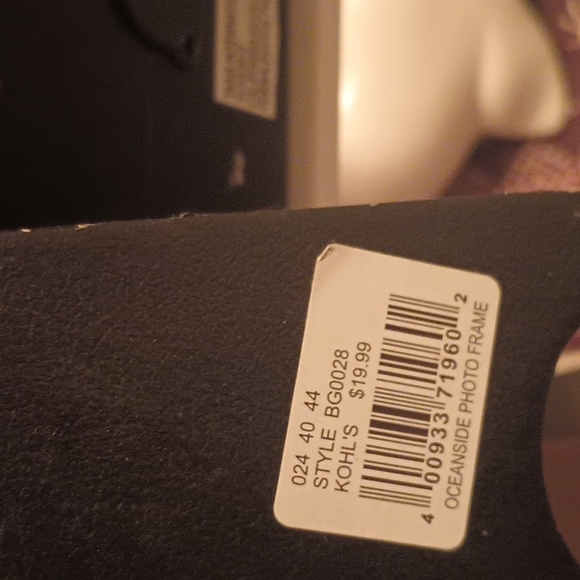 024 40 44
STYLE BG0028
KOHL'S $19.99
4 00933 71960 2
OCEANSIDE PHOTO FRAME